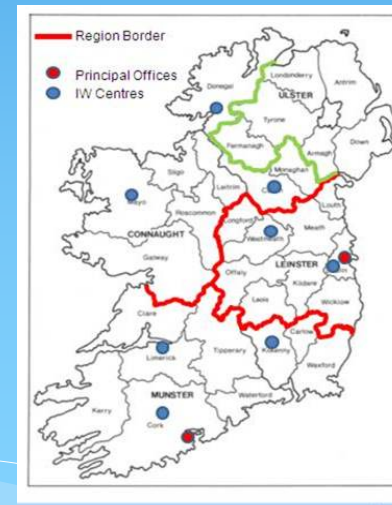 Region Border
Principal Offices
IW Centres
Londonderry
Antrim
Donegal
ULSTER
Tyrone
Fermanagh
Armagh
Down
Monaghan
Sligo
Leitrim
Louth
Mayo
Roscommon
Longford
CONNAUGHT
Westmeath
Meath
Galway
Offaly
LEINSTER
Kildare
Laois
Wicklow
Clare
Carlow
Limerick
Tipperary
Kilkenny
Wexford
MUNSTER
Waterford
Kerry
Cork